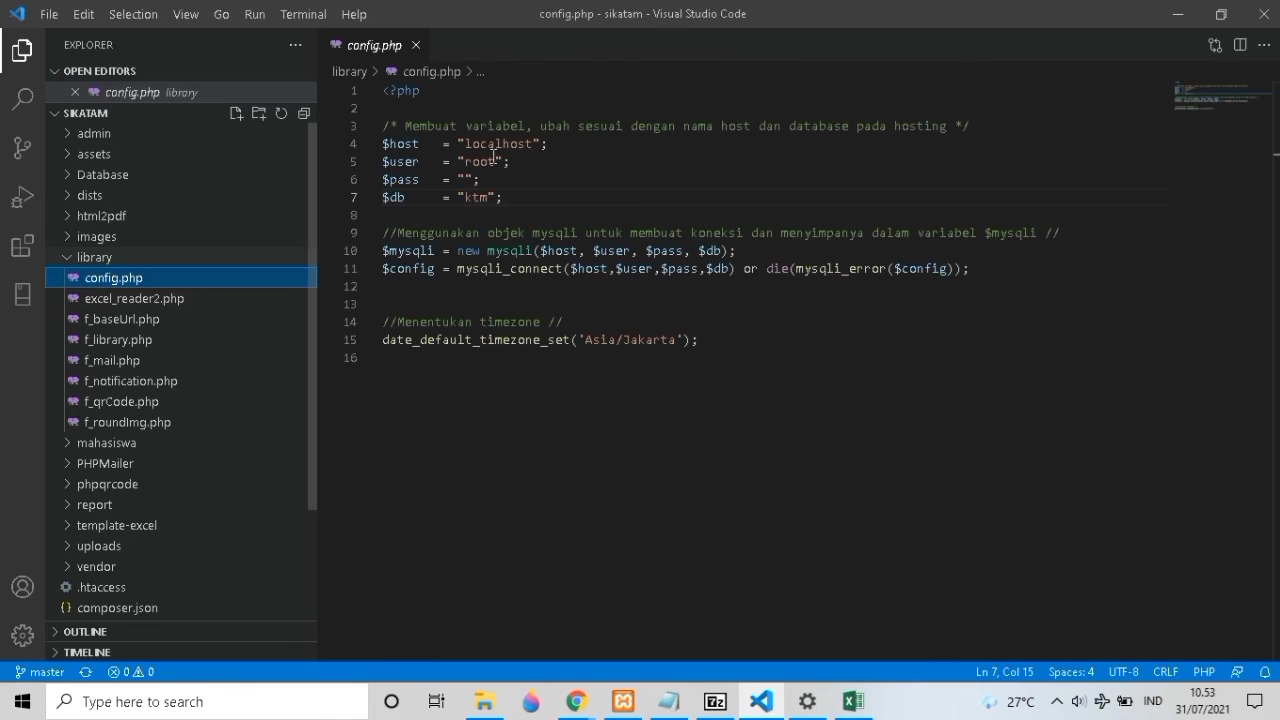 File Edit Selection View Go Run Terminal Help config.php - sikatam - Visual Studio Code
EXPLORER
OPEN EDITORS
config.php library
SIKATAM
admin
assets
Database
dists
html2pdf
images
library
config.php
excel_reader2.php
f_baseUrl.php
f_library.php
f_mail.php
f_notification.php
f_qrCode.php
f_roundImg.php
mahasiswa
PHPMailer
phpqrcode
report
template-excel
uploads
vendor
.htaccess
composer.json
OUTLINE
TIMELINE
config.php
library > config.php > ...
1 <?php
2
3 /* Membuat variabel, ubah sesuai dengan nama host dan database pada hosting */
4 $host = "localhost";
5 $user = "root";
6 $pass = "";
7 $db = "ktm";
8
9 //Menggunakan objek mysqli untuk membuat koneksi dan menyimpanya dalam variabel $mysqli //
10 $mysqli = new mysqli($host, $user, $pass, $db);
11 $config = mysqli_connect($host,$user,$pass,$db) or die(mysqli_error($config));
12
13
14 //Menentukan timezone //
15 date_default_timezone_set('Asia/Jakarta');
16
master 0 0 Ln 7, Col 15 Spaces: 4 UTF-8 CRLF PHP
Type here to search 7z 27°C IND 10.53
31/07/2021